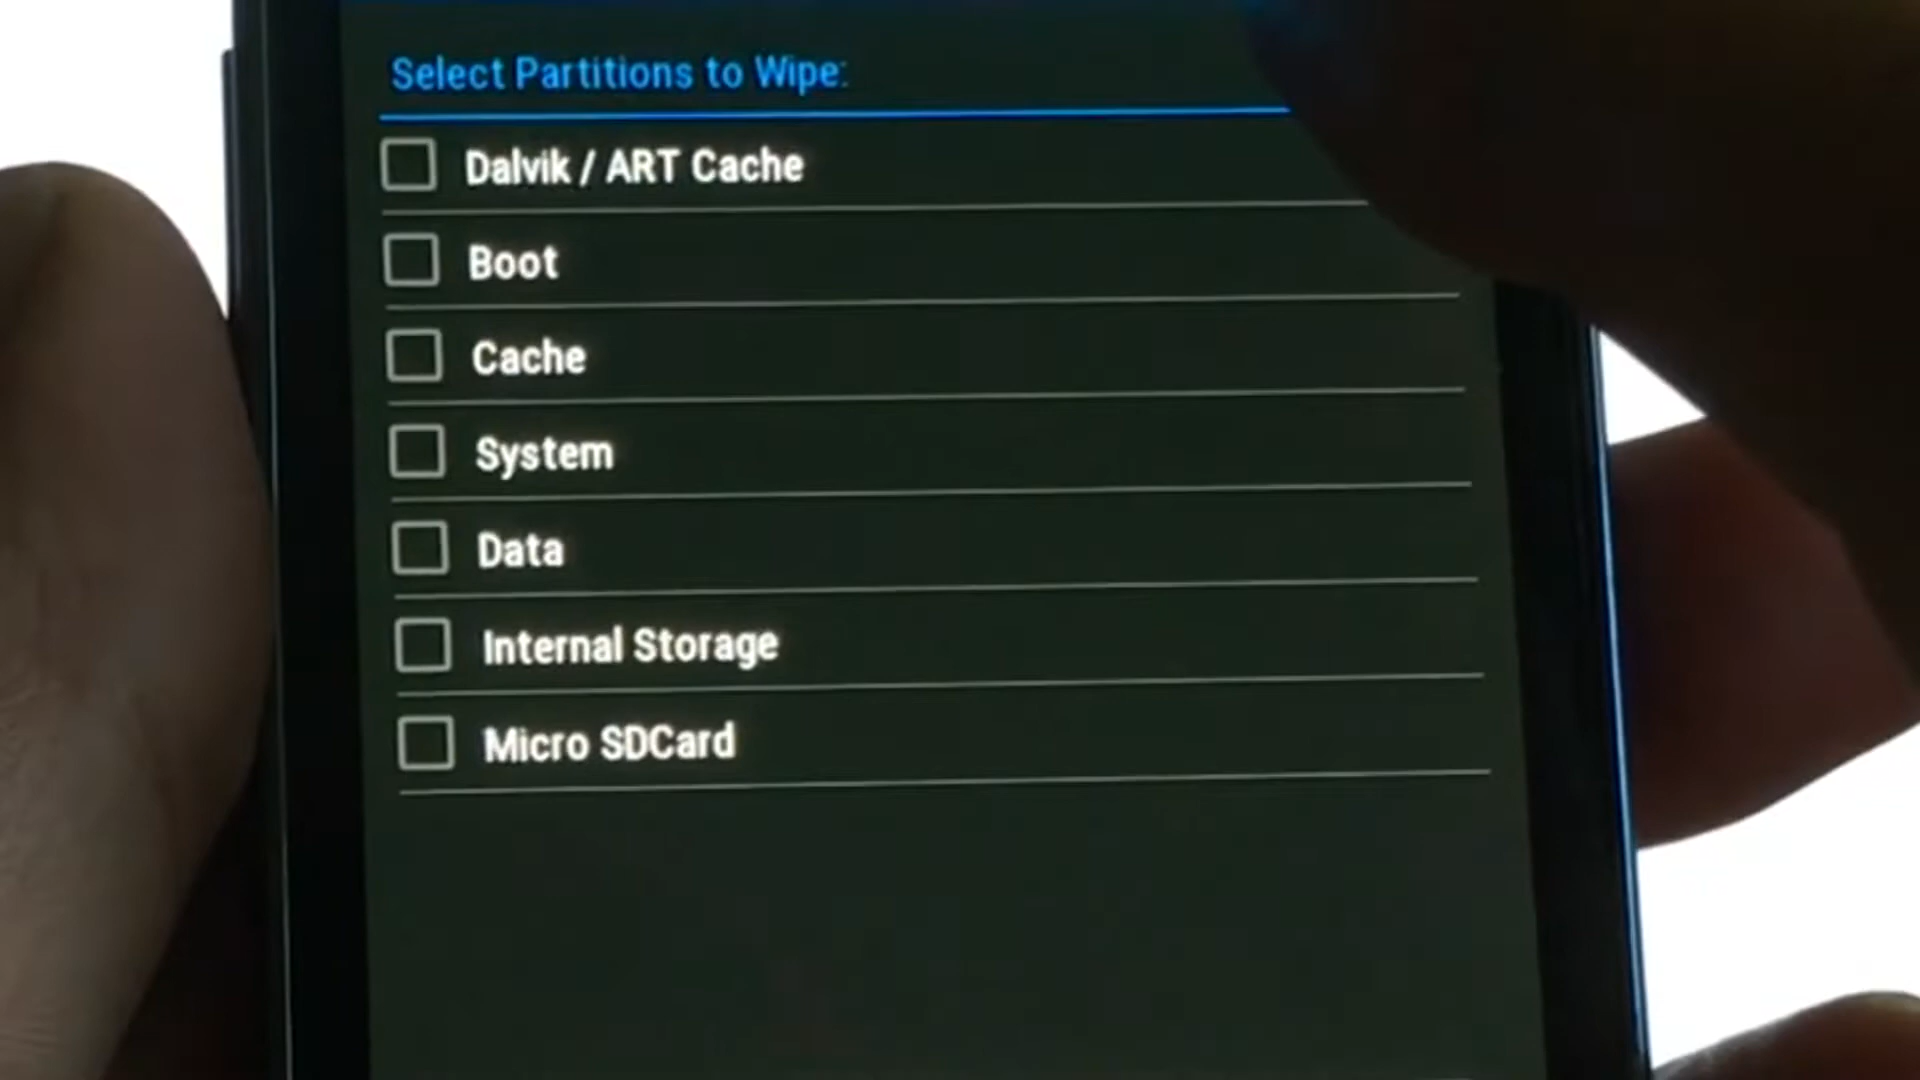 Select Partitions to Wipe:
Dalvik / ART Cache
Boot
Cache
System
Data
Internal Storage
Micro SDCard